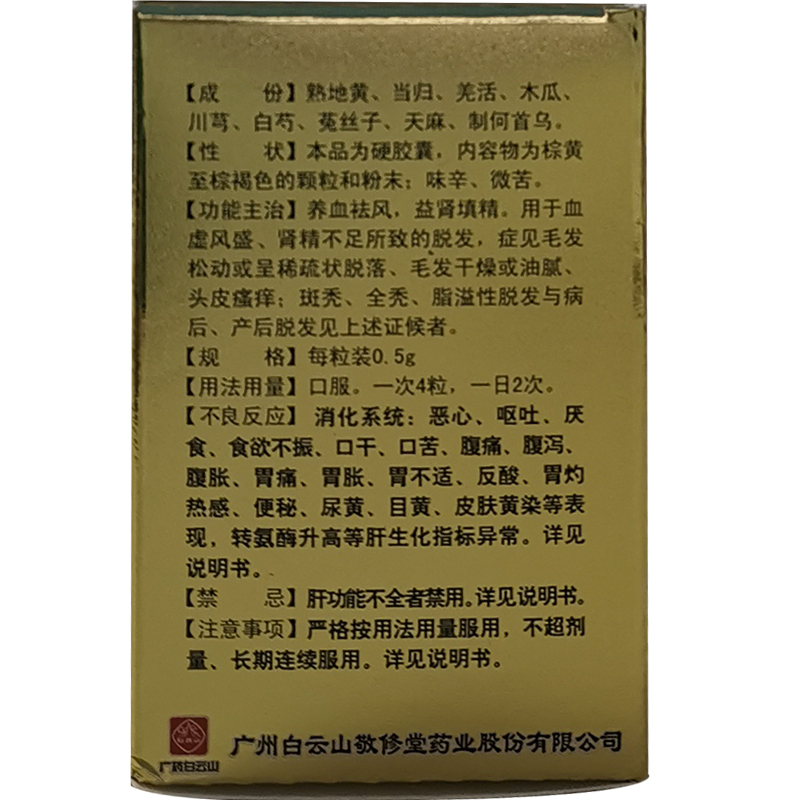 【成　　份】熟地黄、当归、羌活、木瓜、
川芎、白芍、菟丝子、天麻、制何首乌。
【性　　状】本品为硬胶囊，内容物为棕黄
至棕褐色的颗粒和粉末；味辛、微苦。
【功能主治】养血祛风，益肾填精。用于血
虚风盛、肾精不足所致的脱发，症见毛发
松动或呈稀疏状脱落、毛发干燥或油腻、
头皮瘙痒；斑秃、全秃、脂溢性脱发与病
后、产后脱发见上述证候者。
【规　　格】每粒装0.5g
【用法用量】口服。一次4粒，一日2次。
【不良反应】消化系统：恶心、呕吐、厌
食、食欲不振、口干、口苦、腹痛、腹泻、
腹胀、胃痛、胃胀、胃不适、反酸、胃灼
热感、便秘、尿黄、目黄、皮肤黄染等表
现，转氨酶升高等肝生化指标异常。详见
说明书。
【禁　　忌】肝功能不全者禁用。详见说明书。
【注意事项】严格按用法用量服用，不超剂
量、长期连续服用。详见说明书。
广药白云山
广州白云山敬修堂药业股份有限公司